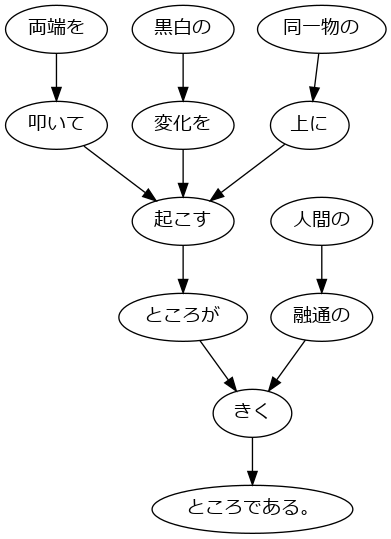 両端を 黒白の 同一物の
叩いて 変化を 上に
起こす 人間の
ところが 融通の
きく
ところである。